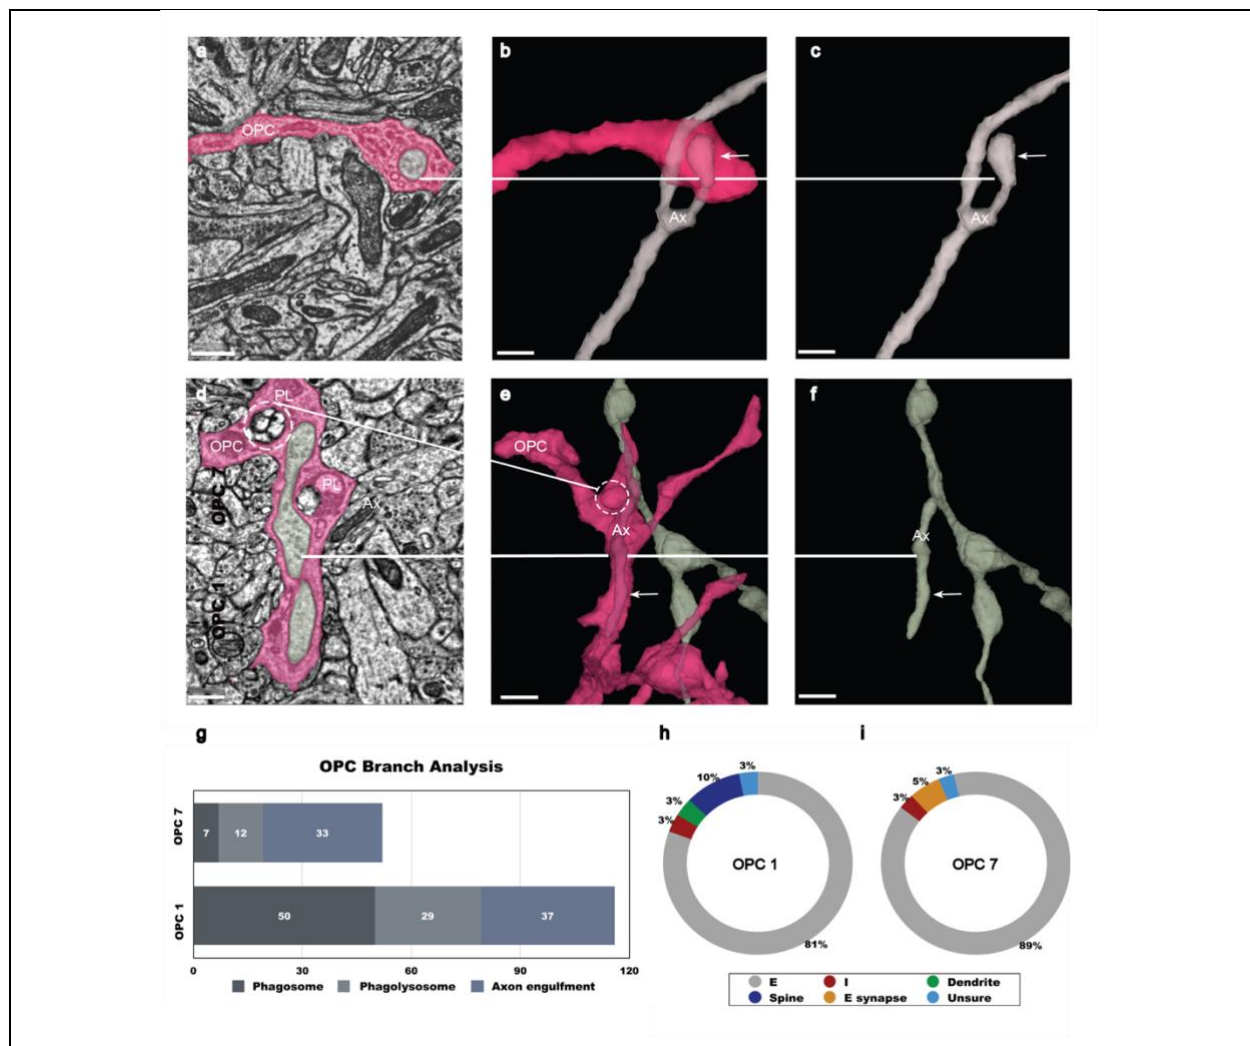 a
OPC
b
Ax
c
Ax
d
PL
OPC
PL
Ax
OPC 7
OPC 1
e
OPC
Ax
f
Ax
g
OPC Branch Analysis
OPC 7
7 12 33
OPC 1
50 29 37
0 30 60 90 120
Phagosome Phagolysosome Axon engulfment
h
3%
10%
3%
3%
OPC 1
81%
i
3%
5%
3%
OPC 7
89%
E I Dendrite
Spine E synapse Unsure